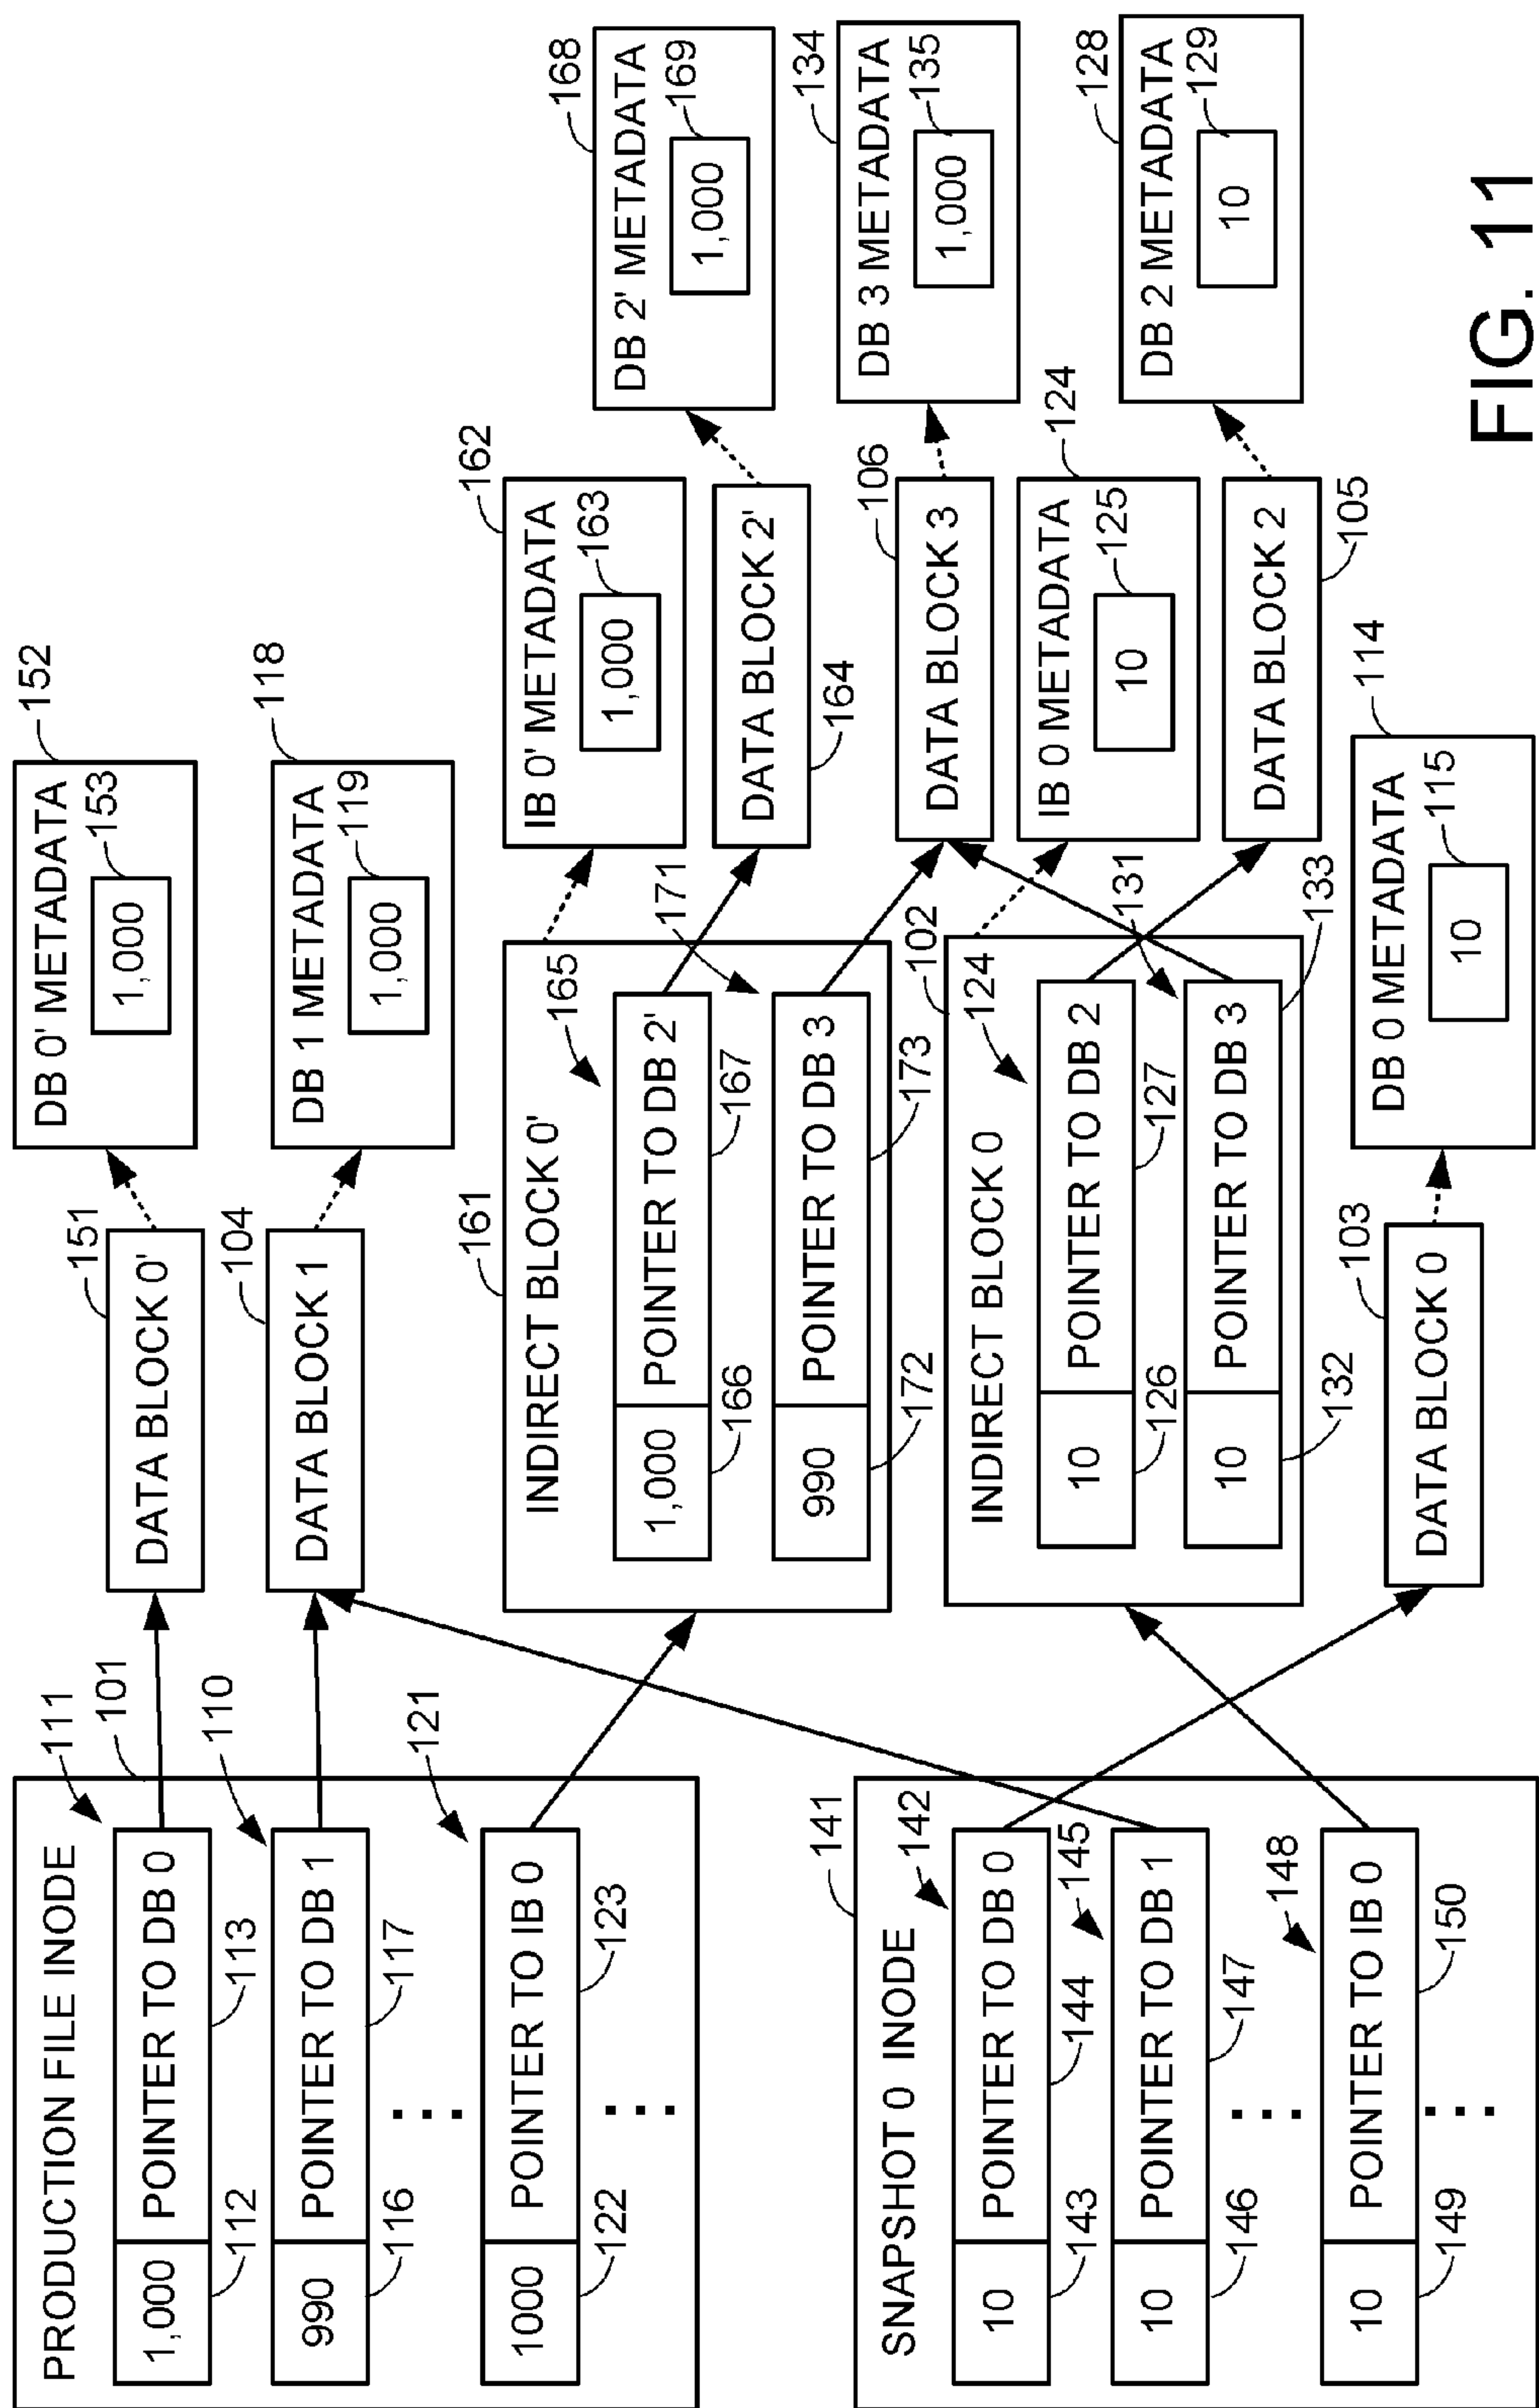 PRODUCTION FILE INODE
111
101
1,000 POINTER TO DB 0
112
113
110
990 POINTER TO DB 1
116
117
121
1000 POINTER TO IB 0
122
123
SNAPSHOT 0 INODE
141
142
10 POINTER TO DB 0
143
144
145
10 POINTER TO DB 1
146
147
148
10 POINTER TO IB 0
149
150
DATA BLOCK 0'
151
DB 0' METADATA
152
1,000
153
DATA BLOCK 1
104
DB 1 METADATA
118
1,000
119
161
INDIRECT BLOCK 0'
165
1,000 POINTER TO DB 2'
166
167
171
990 POINTER TO DB 3
172
173
INDIRECT BLOCK 0
102
124
10 POINTER TO DB 2
126
127
131
10 POINTER TO DB 3
132
133
DATA BLOCK 0
103
DB 0 METADATA
114
10
115
IB 0' METADATA
162
1,000
163
DATA BLOCK 2'
164
DB 2' METADATA
168
1,000
169
DATA BLOCK 3
106
DB 3 METADATA
134
1,000
135
IB 0 METADATA
124
10
125
DATA BLOCK 2
105
DB 2 METADATA
128
10
129
FIG. 11